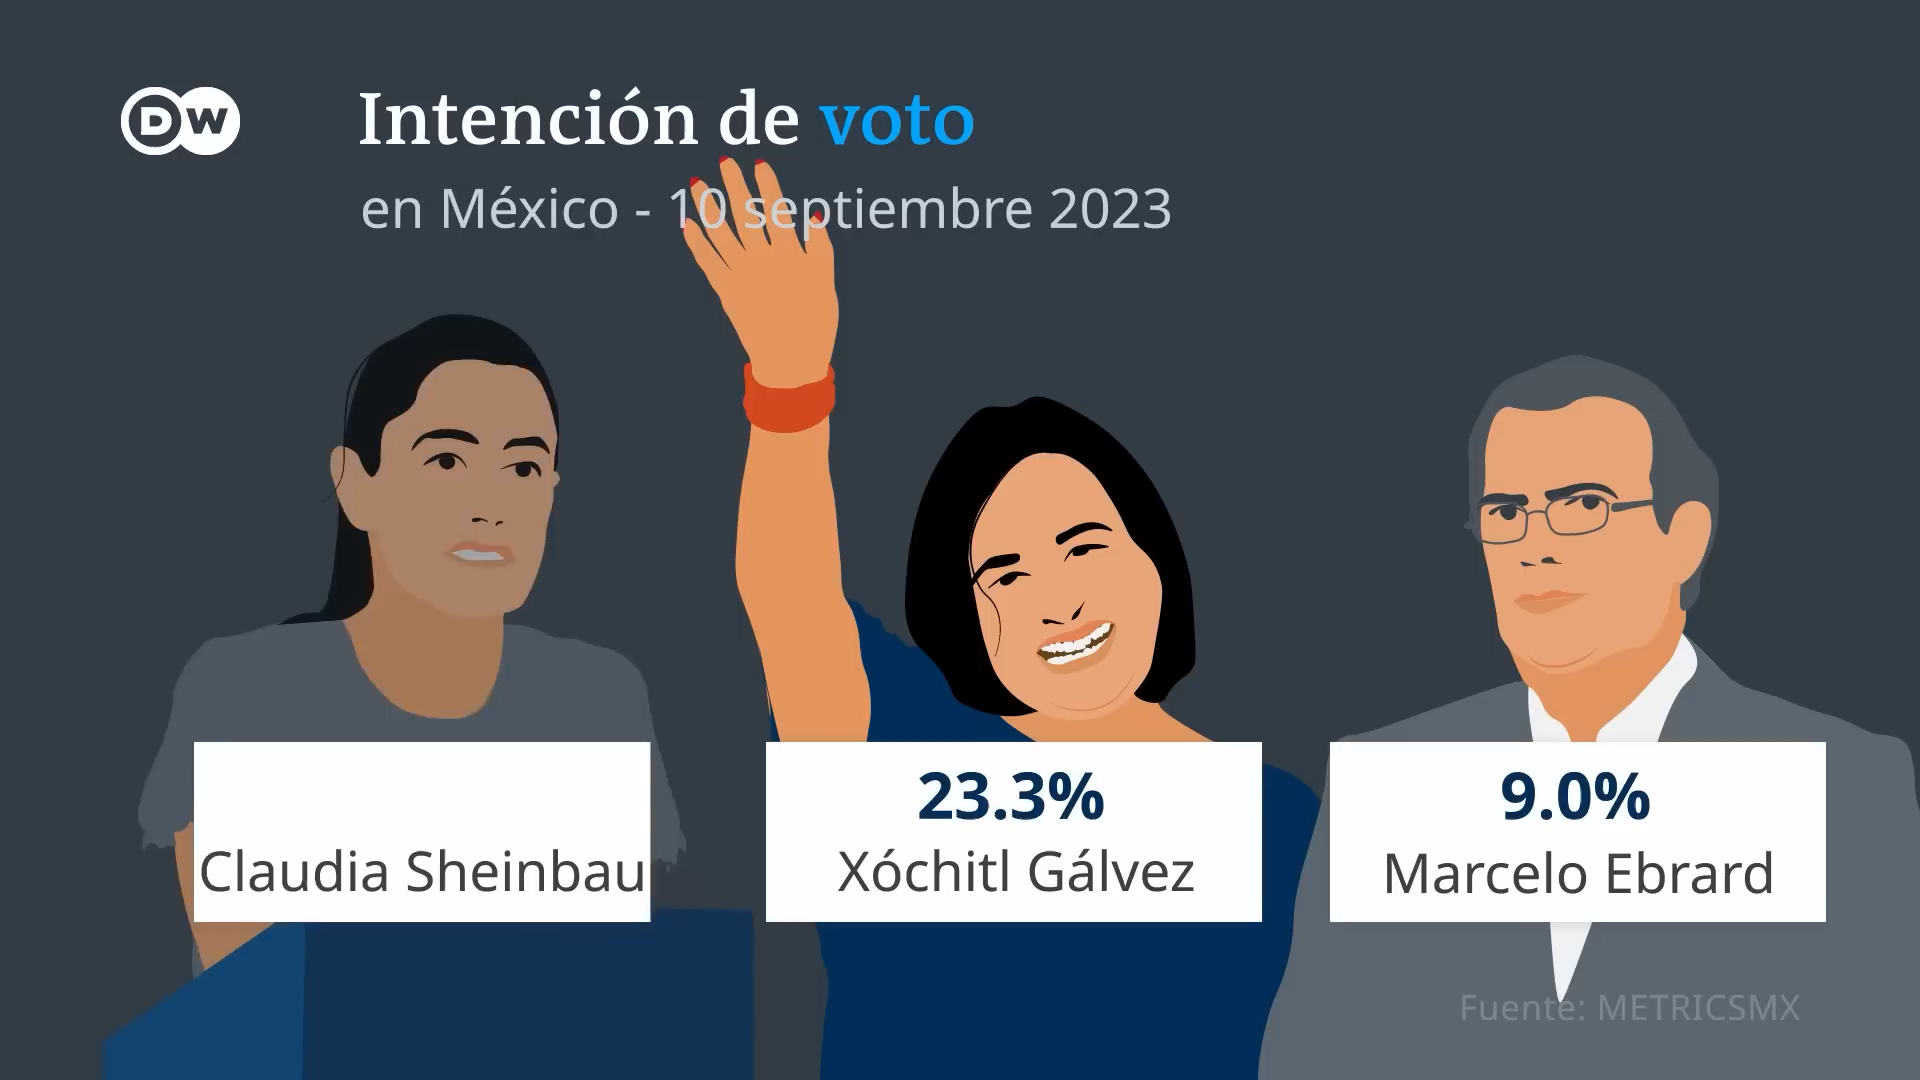 DW
Intención de voto
en México - 10 septiembre 2023
23.3%
9.0%
Claudia Sheinbau
Xóchitl Gálvez
Marcelo Ebrard
Fuente: METRICSMX